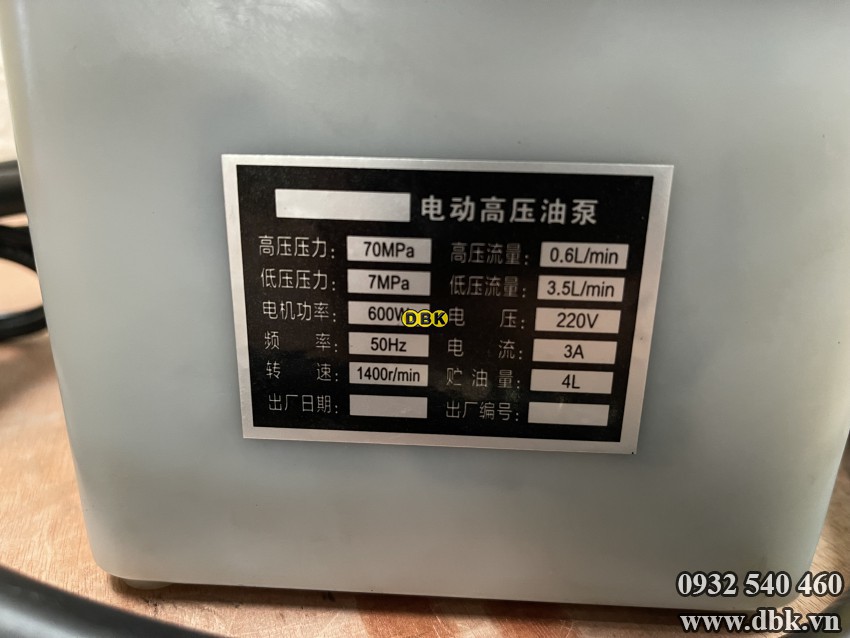 电动高压油泵
高压压力: 70MPa 高压流量: 0.6L/min
低压压力: 7MPa 低压流量: 3.5L/min
电机功率: 600W 电 压: 220V
DBK
频 率: 50Hz 电 流: 3A
转 速: 1400r/min 贮油量: 4L
出厂日期: 出厂编号:
0932 540 460
www.dbk.vn